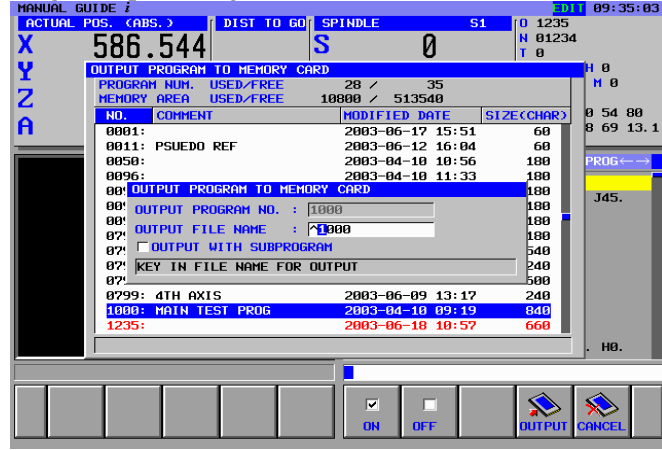 MANUAL GUIDE i EDIT 09:35:03
ACTUAL POS. (ABS.) DIST TO GO SPINDLE S1 O 1235
X 586.544 S 0 N 01234
T 0
Y H 0
M 0
Z
A
0 54 80
8 69 13.1
OUTPUT PROGRAM TO MEMORY CARD
PROGRAM NUM. USED/FREE 28 / 35
MEMORY AREA USED/FREE 10800 / 513540
NO. COMMENT MODIFIED DATE SIZE(CHAR)
0001: 2003-06-17 15:51 60
0011: PSUEDO REF 2003-06-12 16:04 60
0050: 2003-04-10 10:56 180
0096: 2003-04-10 11:33 180
PROG←→
J45.
180
180
180
180
540
240
600
OUTPUT PROGRAM TO MEMORY CARD
OUTPUT PROGRAM NO. : 1000
OUTPUT FILE NAME : ^1000
OUTPUT WITH SUBPROGRAM
KEY IN FILE NAME FOR OUTPUT
0799: 4TH AXIS 2003-06-09 13:17 240
1000: MAIN TEST PROG 2003-04-10 09:19 840
1235: 2003-06-18 10:57 660
. H0.
ON OFF OUTPUT CANCEL